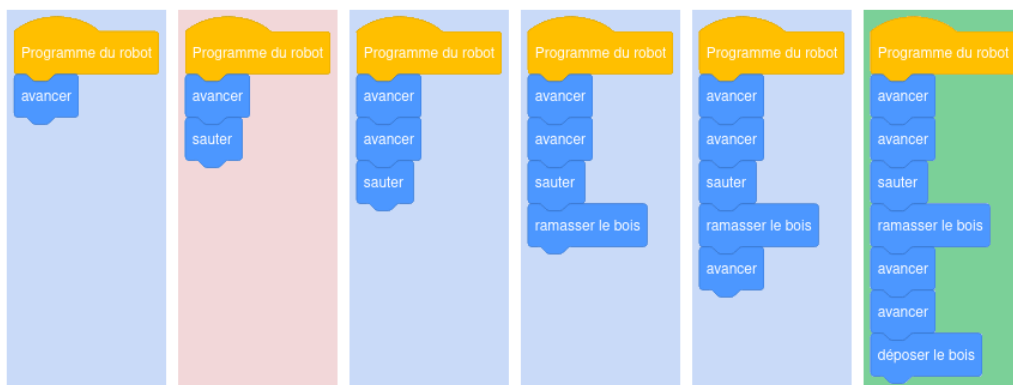 Programme du robot
avancer
Programme du robot
avancer
sauter
Programme du robot
avancer
avancer
sauter
Programme du robot
avancer
avancer
sauter
ramasser le bois
Programme du robot
avancer
avancer
sauter
ramasser le bois
avancer
Programme du robot
avancer
avancer
sauter
ramasser le bois
avancer
avancer
déposer le bois